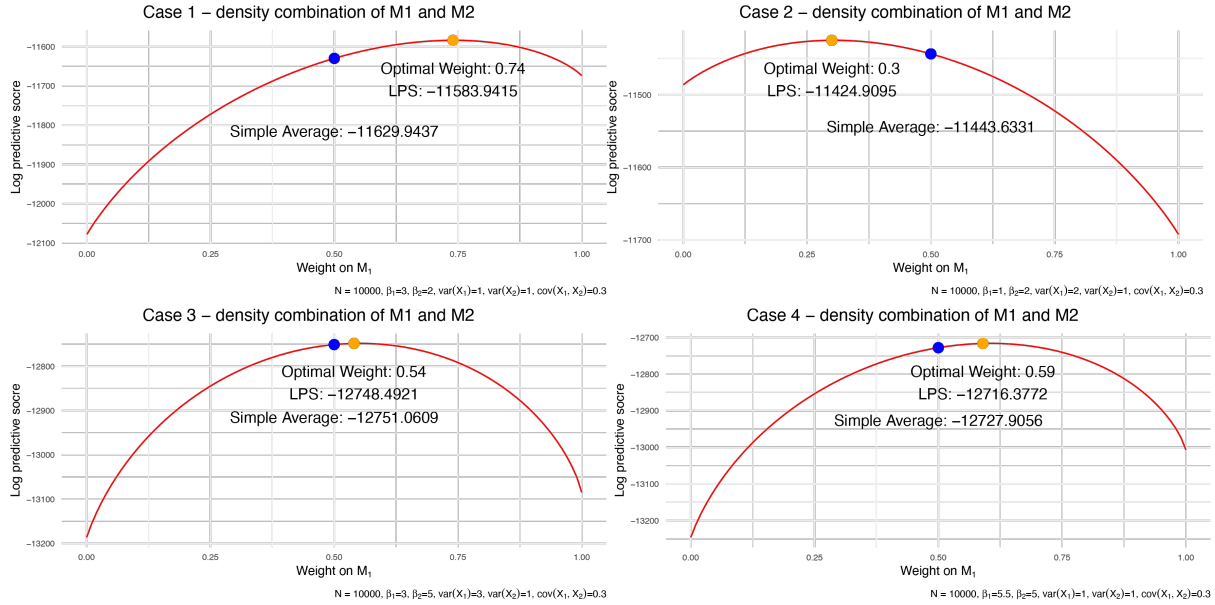 Case 1 – density combination of M1 and M2
Log predictive socre
−11600
−11700
−11800
−11900
−12000
−12100
Optimal Weight: 0.74
LPS: −11583.9415
Simple Average: −11629.9437
0.00
0.25
0.50
0.75
1.00
Weight on M₁
N = 10000, β₁=3, β₂=2, var(X₁)=1, var(X₂)=1, cov(X₁, X₂)=0.3
Case 2 – density combination of M1 and M2
Log predictive socre
−11500
−11600
−11700
Optimal Weight: 0.3
LPS: −11424.9095
Simple Average: −11443.6331
0.00
0.25
0.50
0.75
1.00
Weight on M₁
N = 10000, β₁=1, β₂=2, var(X₁)=2, var(X₂)=1, cov(X₁, X₂)=0.3
Case 3 – density combination of M1 and M2
Log predictive socre
−12800
−12900
−13000
−13100
−13200
Optimal Weight: 0.54
LPS: −12748.4921
Simple Average: −12751.0609
0.00
0.25
0.50
0.75
1.00
Weight on M₁
N = 10000, β₁=3, β₂=5, var(X₁)=3, var(X₂)=1, cov(X₁, X₂)=0.3
Case 4 – density combination of M1 and M2
Log predictive socre
−12700
−12800
−12900
−13000
−13100
−13200
Optimal Weight: 0.59
LPS: −12716.3772
Simple Average: −12727.9056
0.00
0.25
0.50
0.75
1.00
Weight on M₁
N = 10000, β₁=5.5, β₂=5, var(X₁)=1, var(X₂)=1, cov(X₁, X₂)=0.3